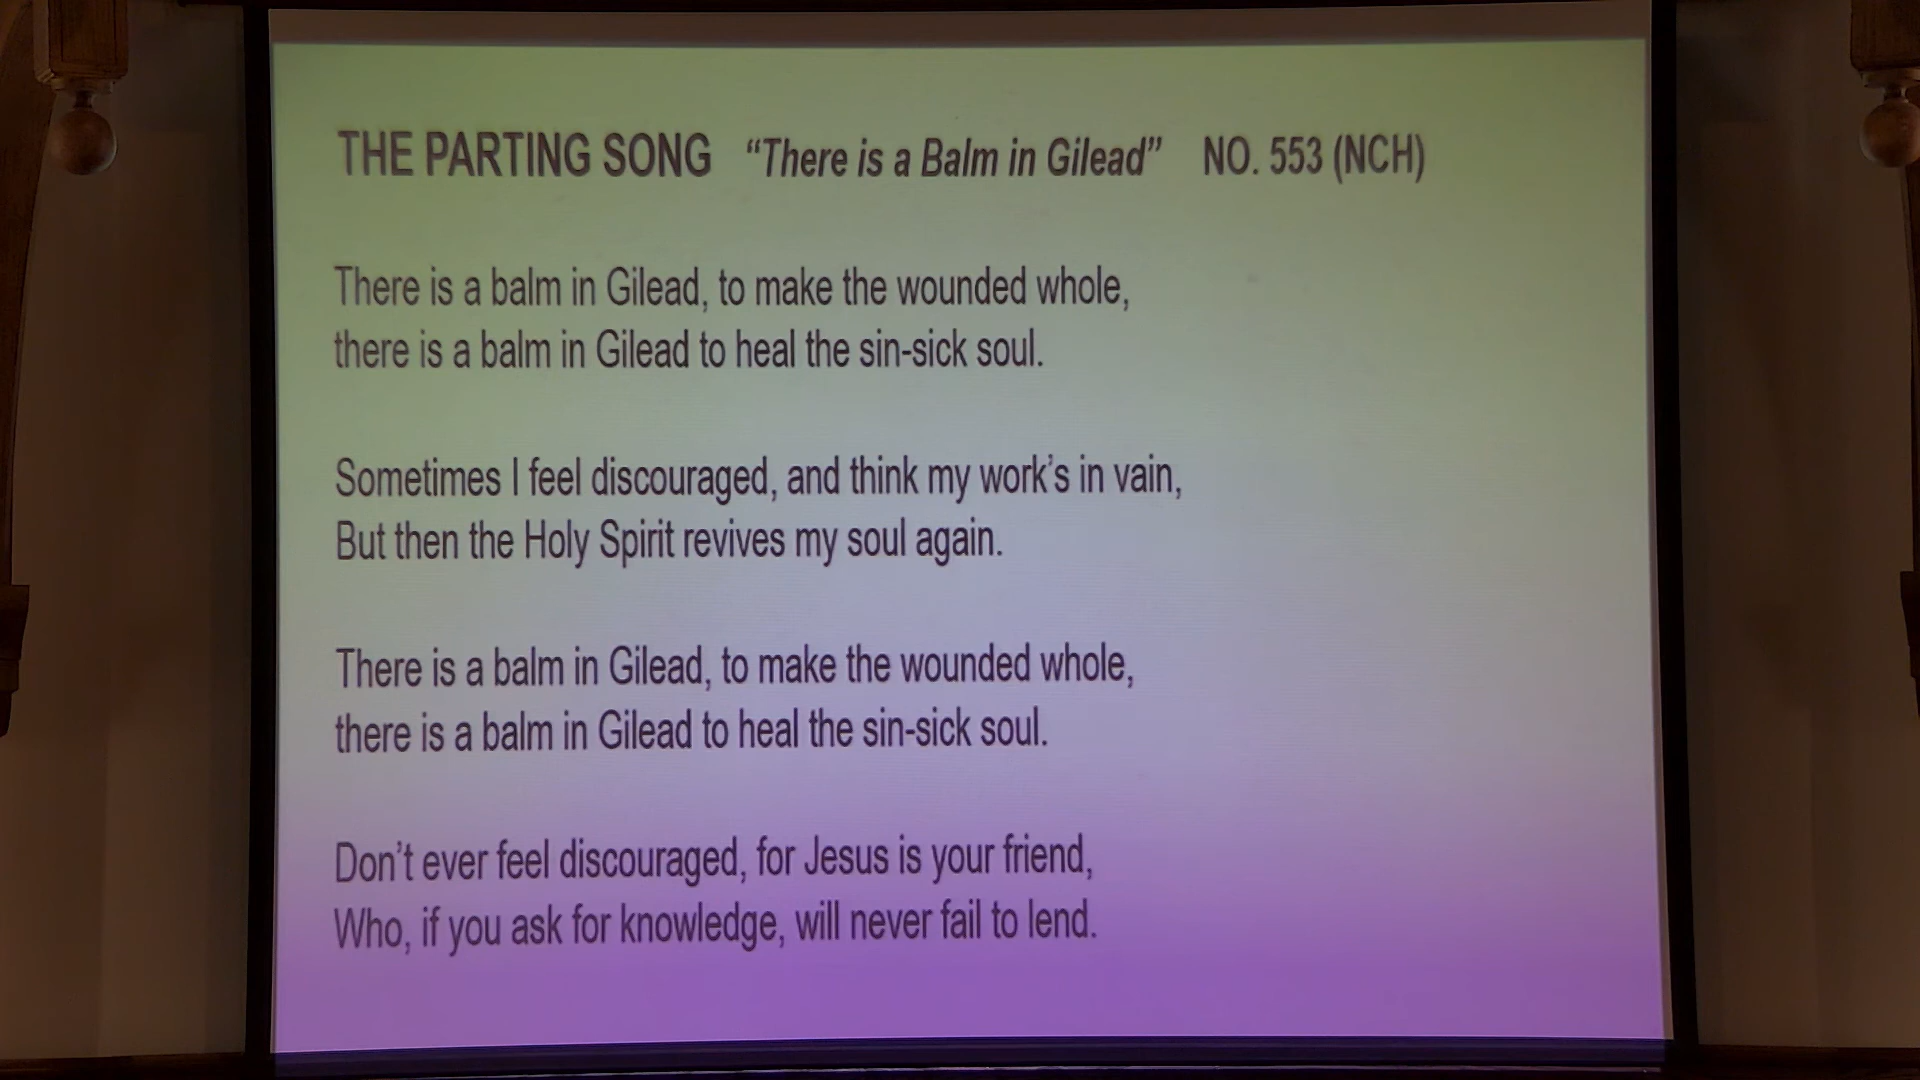 THE PARTING SONG “There is a Balm in Gilead” NO. 553 (NCH)
There is a balm in Gilead, to make the wounded whole,
there is a balm in Gilead to heal the sin-sick soul.
Sometimes I feel discouraged, and think my work’s in vain,
But then the Holy Spirit revives my soul again.
There is a balm in Gilead, to make the wounded whole,
there is a balm in Gilead to heal the sin-sick soul.
Don’t ever feel discouraged, for Jesus is your friend,
Who, if you ask for knowledge, will never fail to lend.